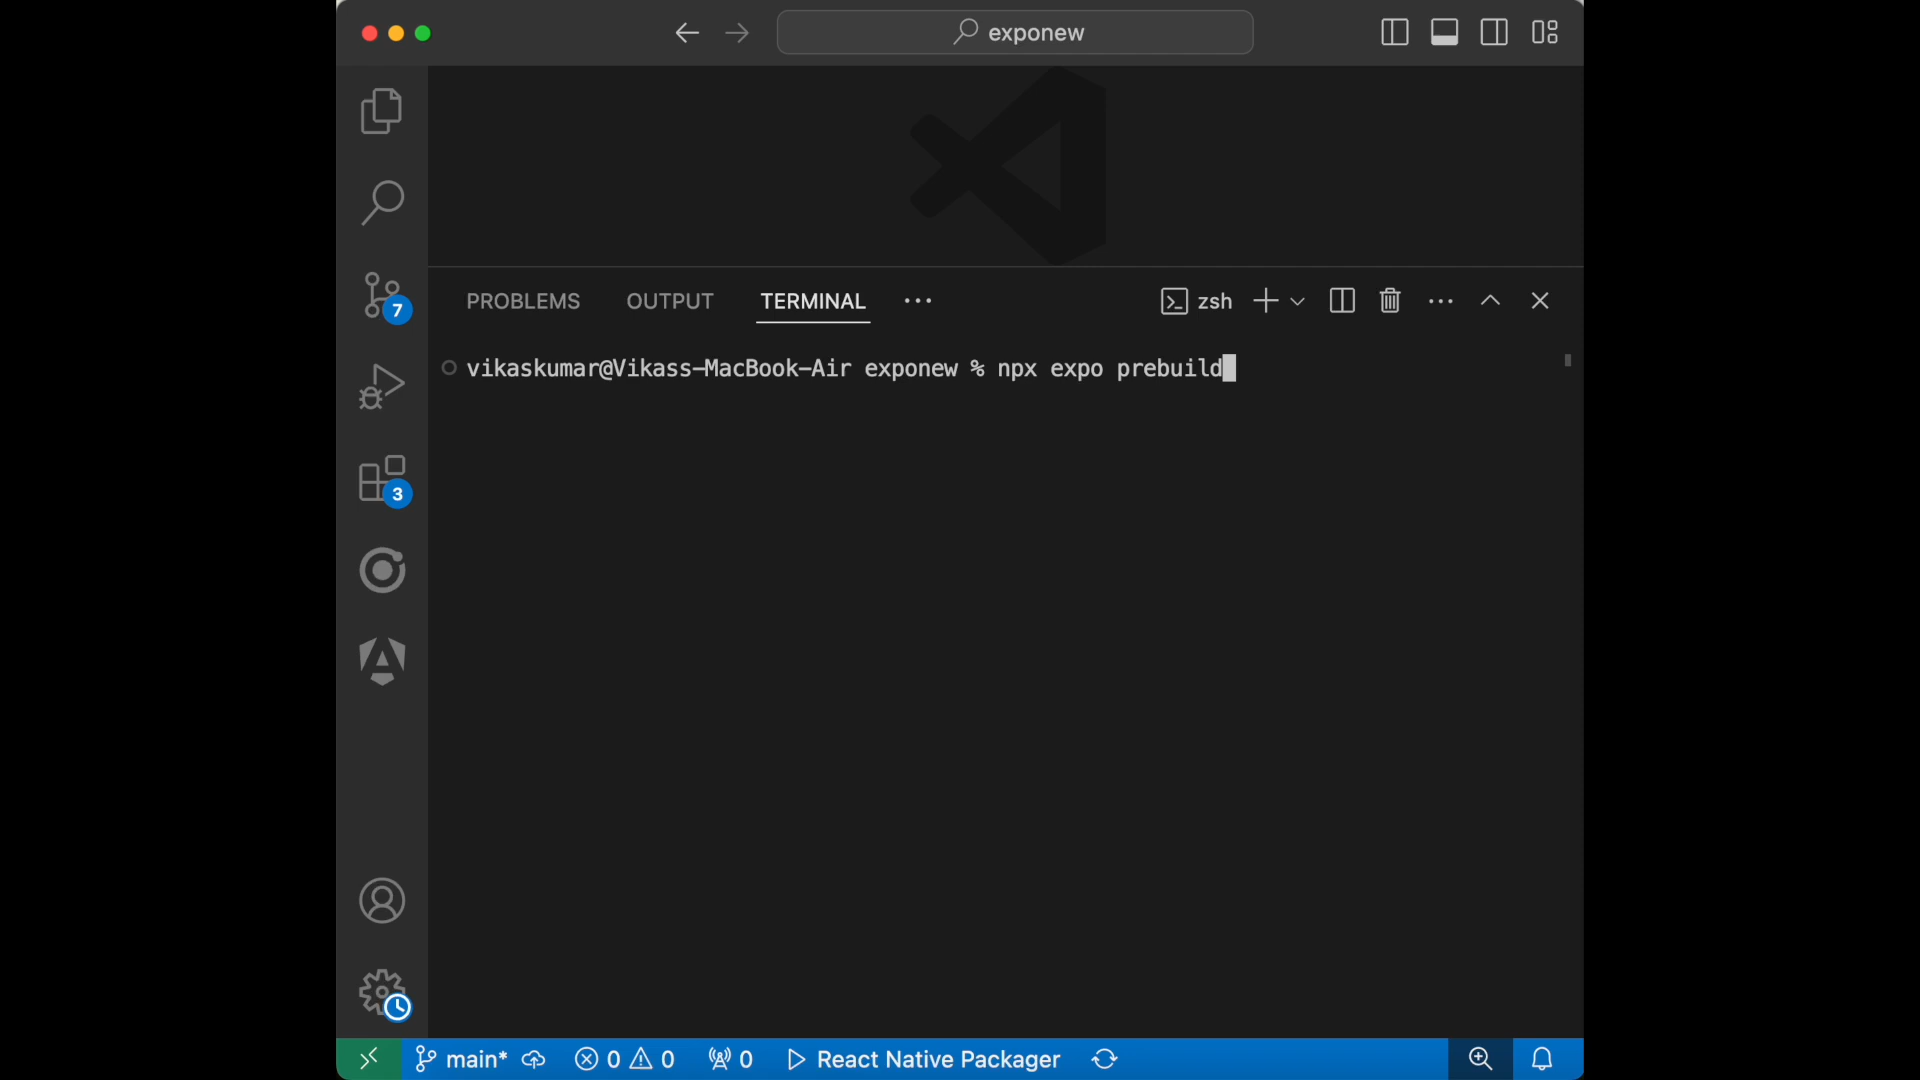 exponew
PROBLEMS OUTPUT TERMINAL zsh
vikaskumar@Vikass-MacBook-Air exponew % npx expo prebuild
7
3
main* 0 0 0 React Native Packager